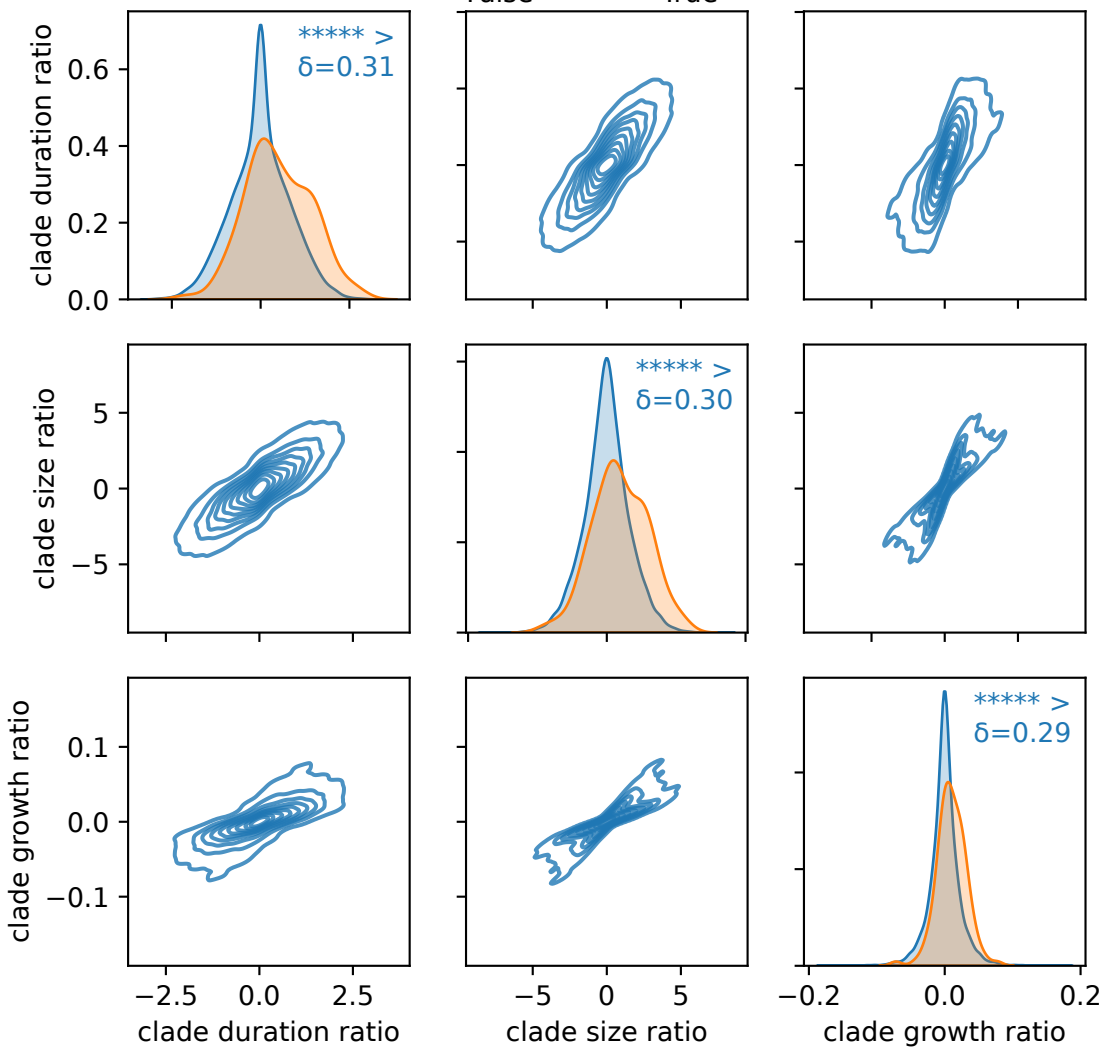 True
***** >
δ=0.31
0.6
0.4
0.2
0.0
clade duration ratio
***** >
δ=0.30
5
0
−5
clade size ratio
***** >
δ=0.29
0.1
0.0
−0.1
clade growth ratio
−2.5 0.0 2.5 −5 0 5 −0.2 0.0 0.2
clade duration ratio clade size ratio clade growth ratio